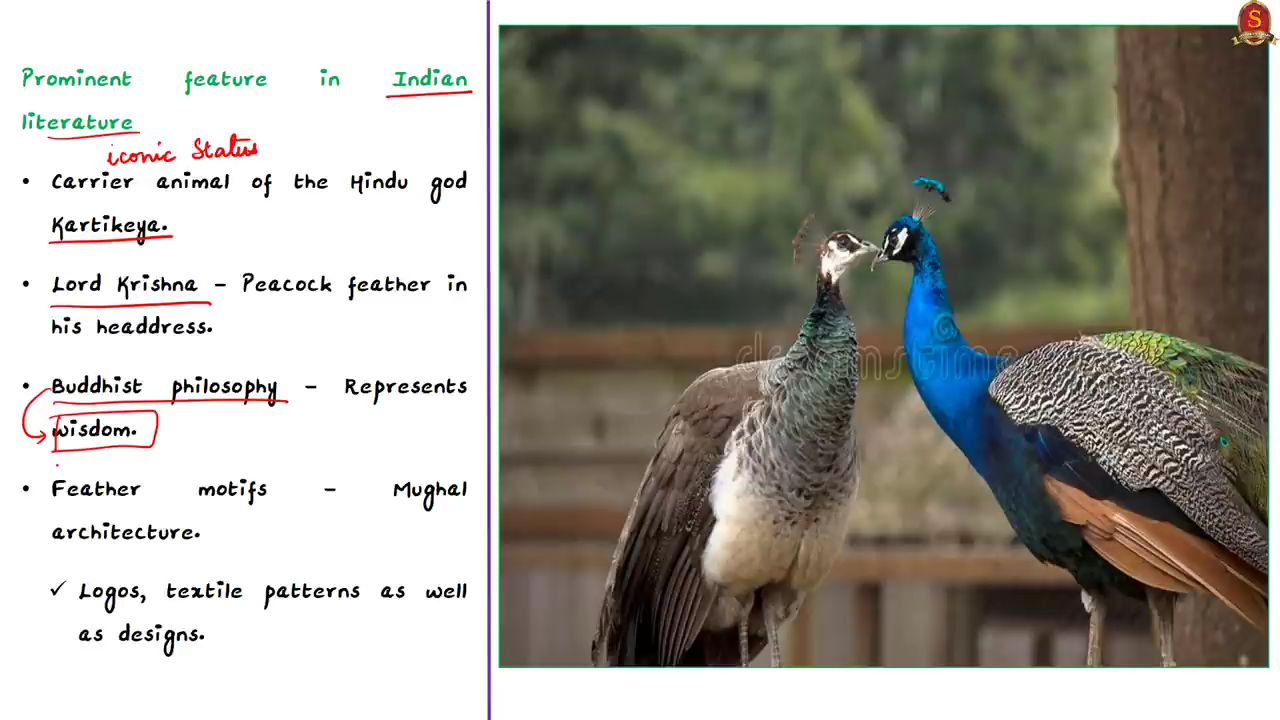 Prominent feature in Indian
literature
iconic Status
• Carrier animal of the Hindu god
Kartikeya.
• Lord Krishna – Peacock feather in
his headdress.
• Buddhist philosophy – Represents
wisdom.
• Feather motifs – Mughal
architecture.
✓ Logos, textile patterns as well
as designs.
dreamstime
S